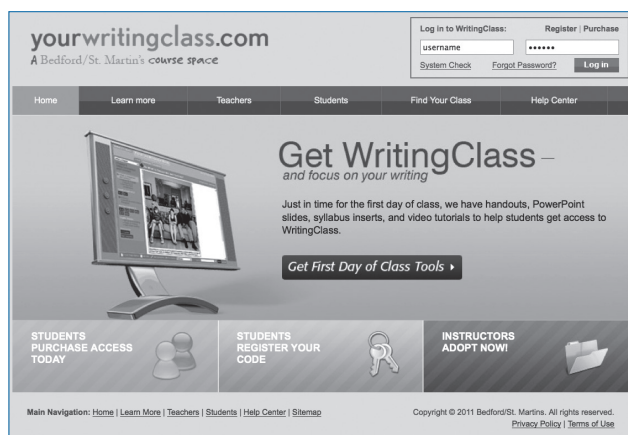 yourwritingclass.com
A Bedford/St. Martin's course space
Log in to WritingClass:
Register | Purchase
username
••••••
System Check
Forgot Password?
Log in
Home
Learn more
Teachers
Students
Find Your Class
Help Center
Get WritingClass –
and focus on your writing
Just in time for the first day of class, we have handouts, PowerPoint
slides, syllabus inserts, and video tutorials to help students get access to
WritingClass.
Get First Day of Class Tools ▸
STUDENTS
PURCHASE ACCESS
TODAY
STUDENTS
REGISTER YOUR
CODE
INSTRUCTORS
ADOPT NOW!
Main Navigation: Home | Learn More | Teachers | Students | Help Center | Sitemap
Copyright © 2011 Bedford/St. Martins. All rights reserved.
Privacy Policy | Terms of Use